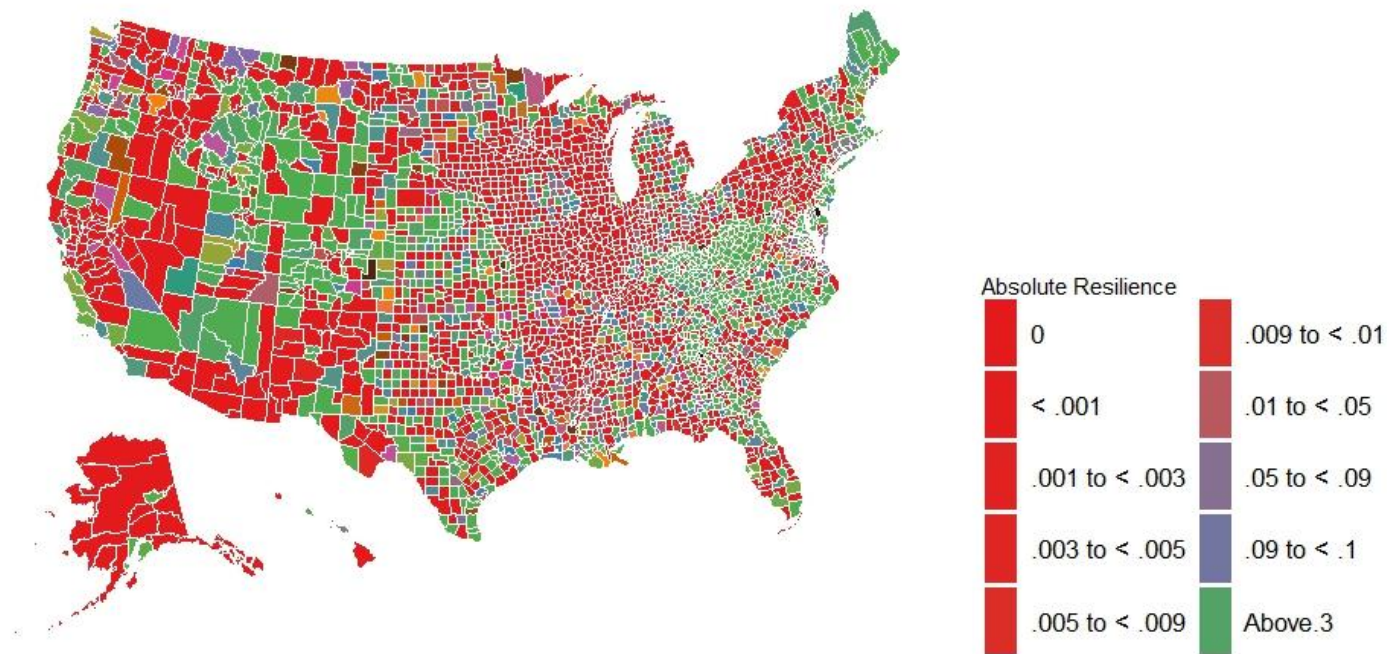 Absolute Resilience
0
< .001
.001 to < .003
.003 to < .005
.005 to < .009
.009 to < .01
.01 to < .05
.05 to < .09
.09 to < .1
Above.3